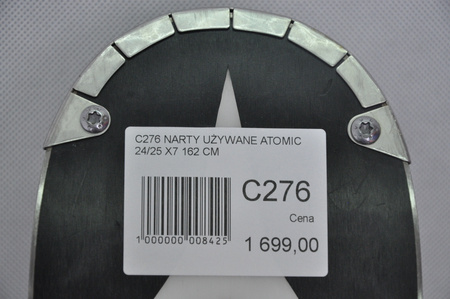 C276 NARTY UŻYWANE ATOMIC
24/25 X7 162 CM
C276
Cena
1 699,00
1 000000 008425